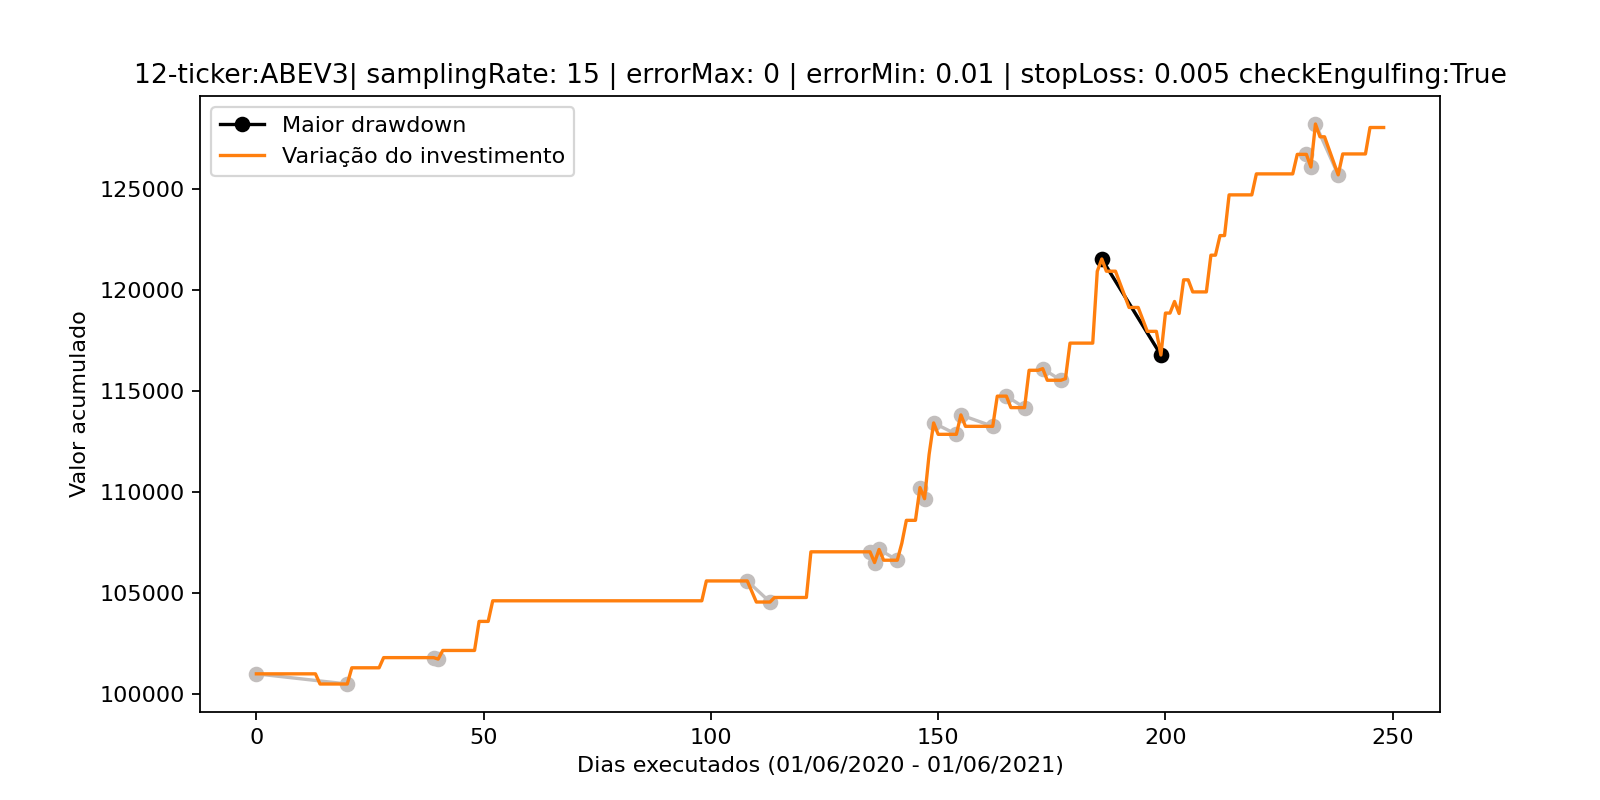 12-ticker:ABEV3| samplingRate: 15 | errorMax: 0 | errorMin: 0.01 | stopLoss: 0.005 checkEngulfing:True
Maior drawdown
Variação do investimento
125000
120000
115000
110000
105000
100000
Valor acumulado
0 50 100 150 200 250
Dias executados (01/06/2020 - 01/06/2021)